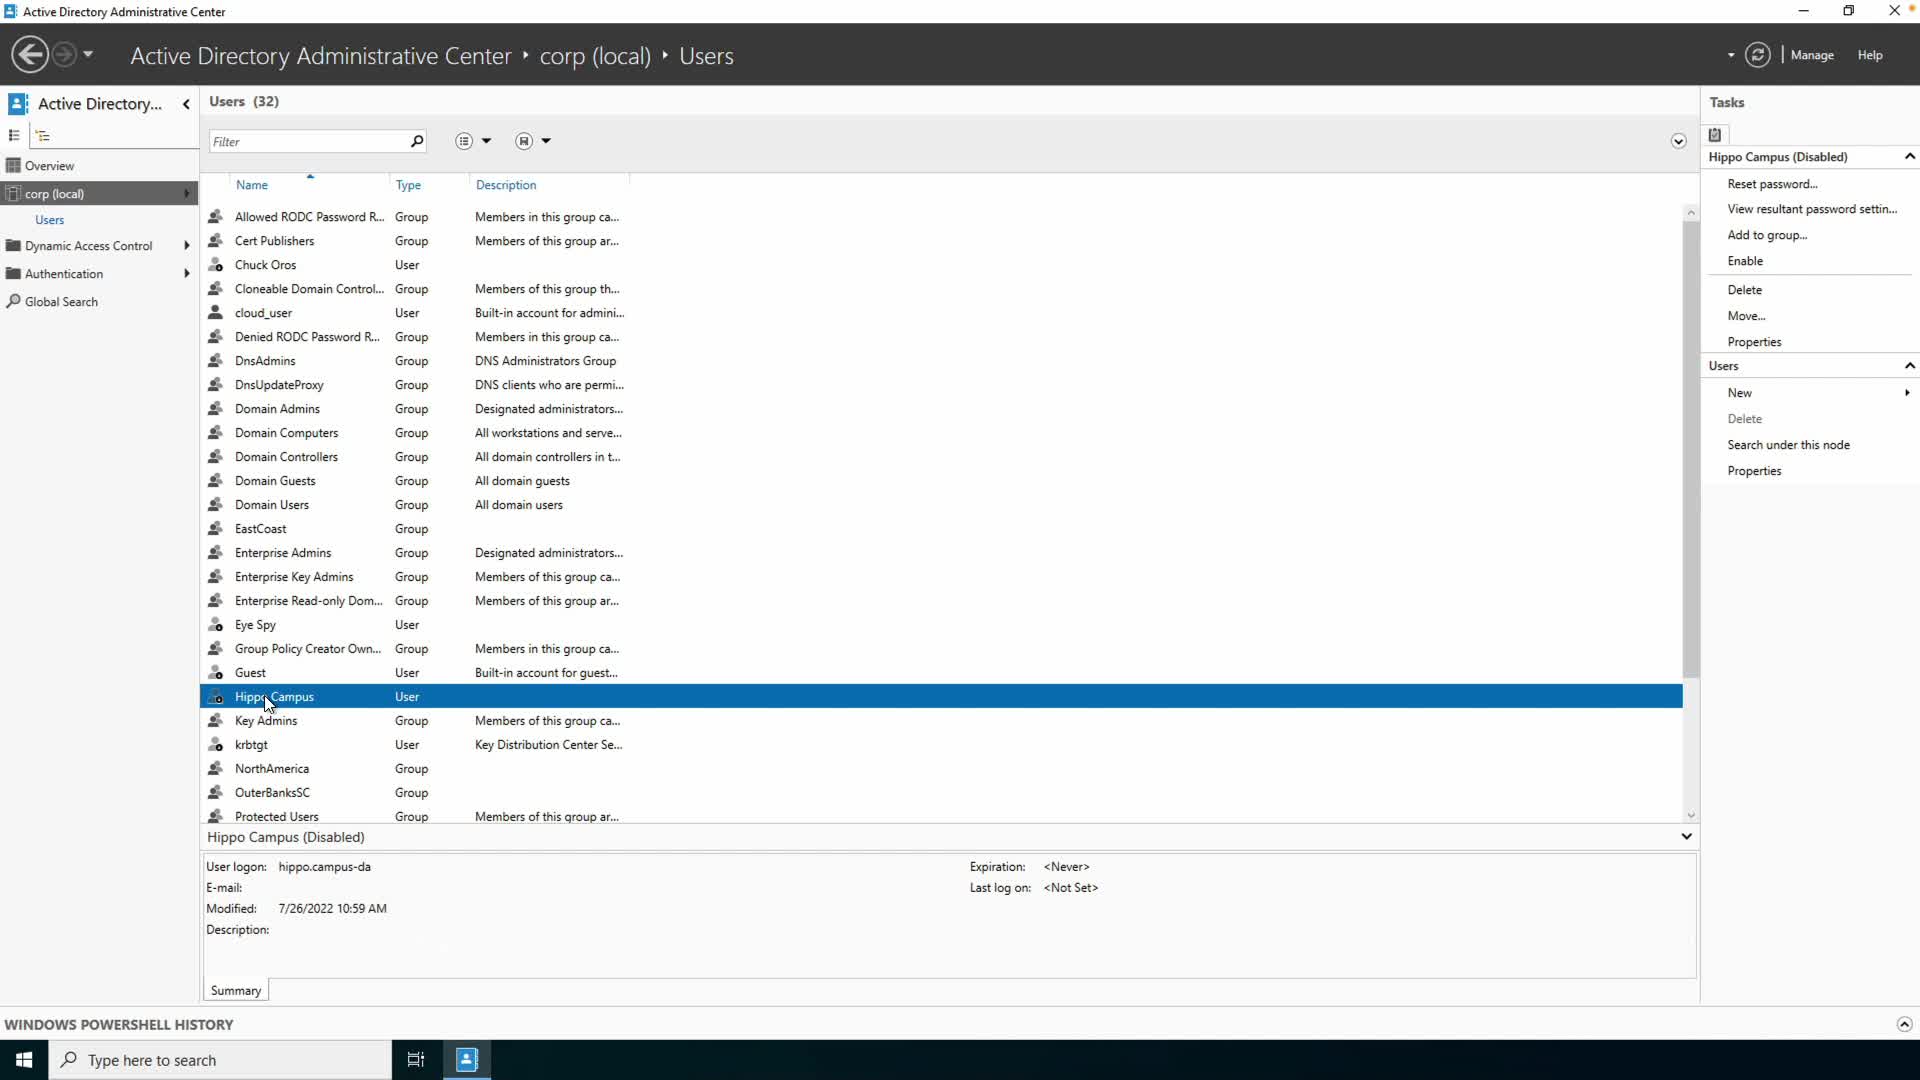 Active Directory Administrative Center
Active Directory Administrative Center ‣ corp (local) ‣ Users
Manage
Help
Active Directory...
Overview
corp (local)
Users
Dynamic Access Control
Authentication
Global Search
Users (32)
Filter
Name Type Description
Allowed RODC Password R... Group Members in this group ca...
Cert Publishers Group Members of this group ar...
Chuck Oros User
Cloneable Domain Control... Group Members of this group th...
cloud_user User Built-in account for admini...
Denied RODC Password R... Group Members in this group ca...
DnsAdmins Group DNS Administrators Group
DnsUpdateProxy Group DNS clients who are permi...
Domain Admins Group Designated administrators...
Domain Computers Group All workstations and serve...
Domain Controllers Group All domain controllers in t...
Domain Guests Group All domain guests
Domain Users Group All domain users
EastCoast Group
Enterprise Admins Group Designated administrators...
Enterprise Key Admins Group Members of this group ca...
Enterprise Read-only Dom... Group Members of this group ar...
Eye Spy User
Group Policy Creator Own... Group Members in this group ca...
Guest User Built-in account for guest...
Hippo Campus User
Key Admins Group Members of this group ca...
krbtgt User Key Distribution Center Se...
NorthAmerica Group
OuterBanksSC Group
Protected Users Group Members of this group ar...
Hippo Campus (Disabled)
User logon: hippo.campus-da Expiration: <Never>
E-mail: Last log on: <Not Set>
Modified: 7/26/2022 10:59 AM
Description:
Summary
Tasks
Hippo Campus (Disabled)
Reset password...
View resultant password settin...
Add to group...
Enable
Delete
Move...
Properties
Users
New
Delete
Search under this node
Properties
WINDOWS POWERSHELL HISTORY
Type here to search